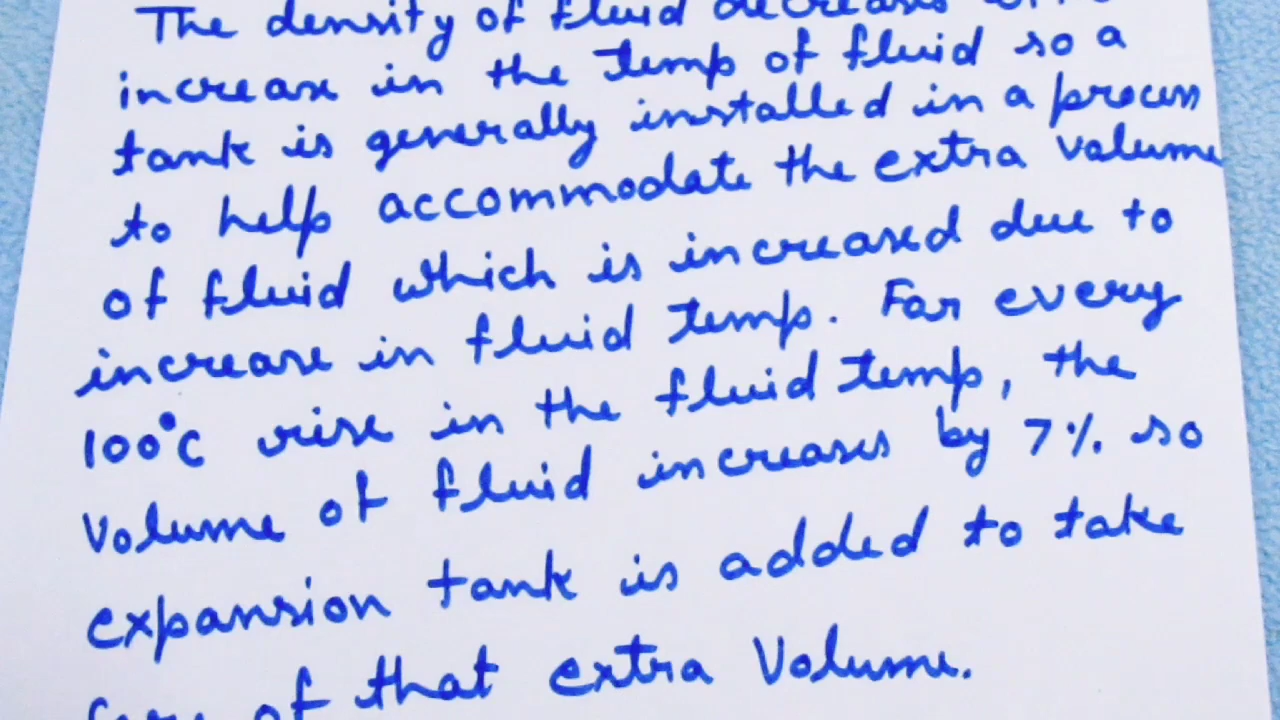 The density of fluid decreases with
increase in the temp of fluid so a
tank is generally installed in a process
to help accommodate the extra volume
of fluid which is increased due to
increase in fluid temp. For every
100°C rise in the fluid temp, the
Volume of fluid increases by 7% so
expansion tank is added to take
care of that extra Volume.